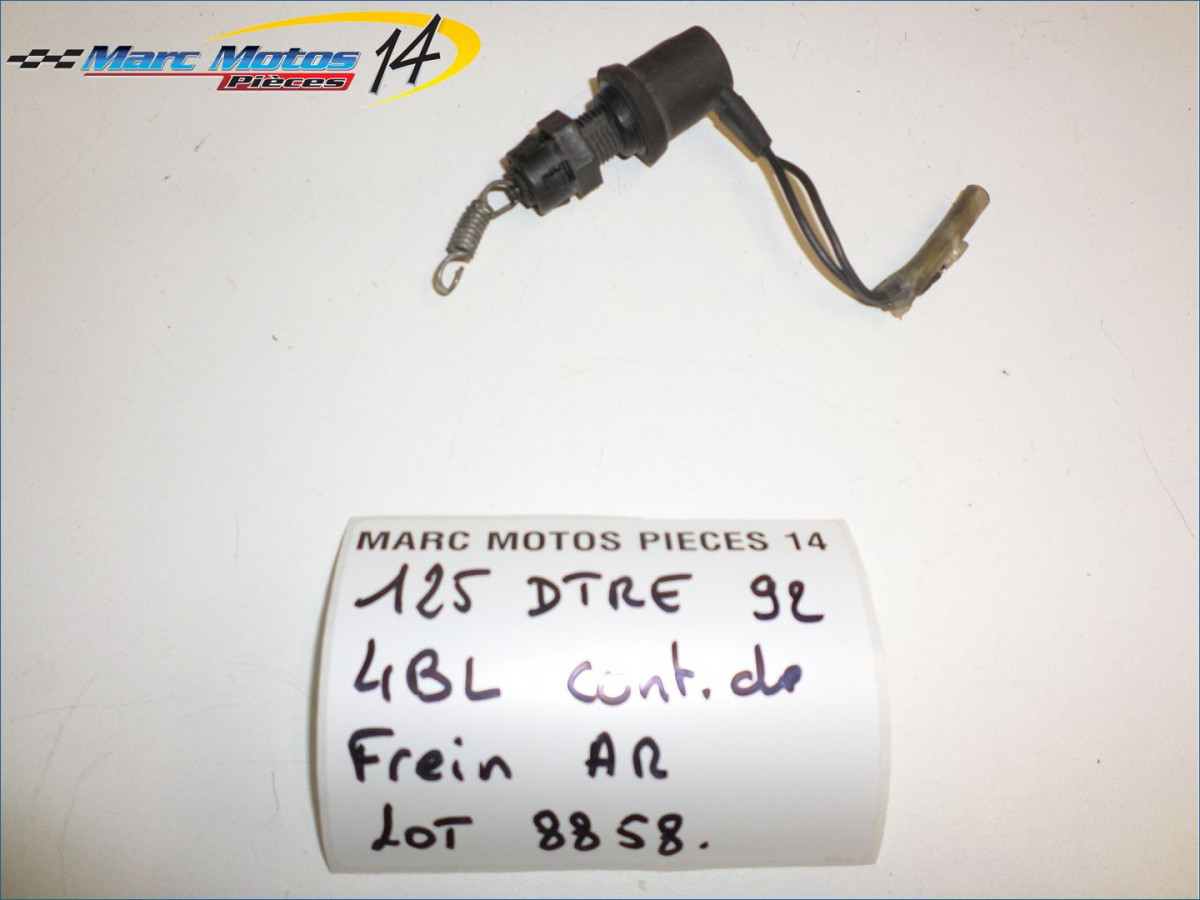 Marc Motos 14
Pièces
MARC MOTOS PIECES 14
125 DTRE 92
4BL cont. de
Frein AR
LOT 8858.